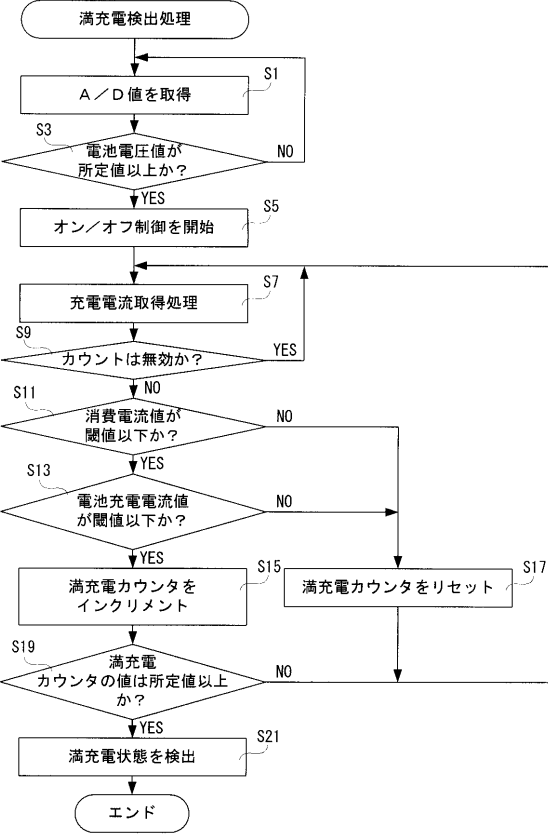 満充電検出処理
S1
A/D値を取得
S3
電池電圧値が
所定値以上か?
NO
YES
S5
オン/オフ制御を開始
S7
充電電流取得処理
S9
カウントは無効か?
YES
NO
S11
消費電流値が
閾値以下か?
NO
YES
S13
電池充電電流値
が閾値以下か?
NO
YES
S15
満充電カウンタを
インクリメント
S17
満充電カウンタをリセット
S19
満充電
カウンタの値は所定値以上
か?
NO
YES
S21
満充電状態を検出
エンド